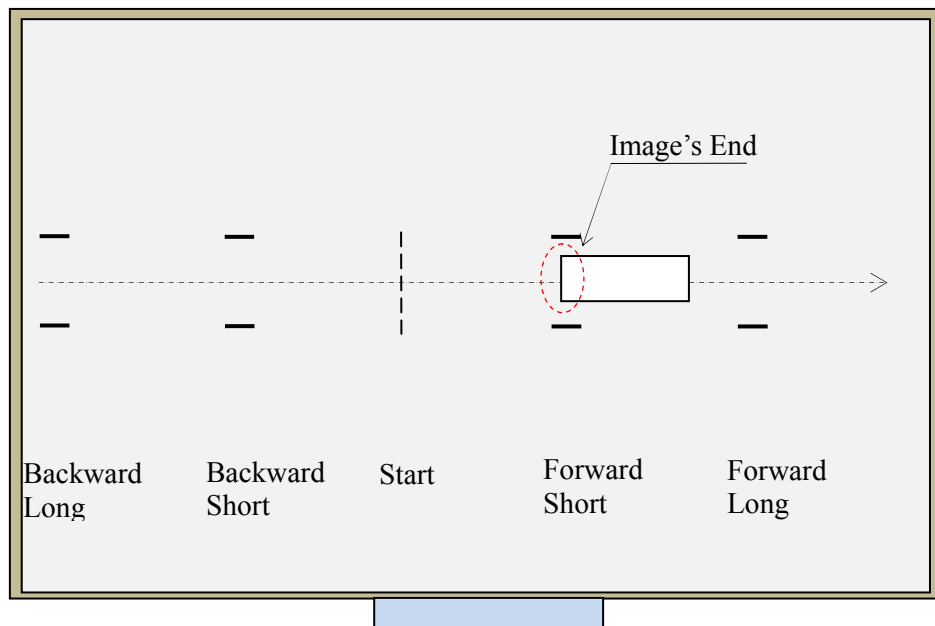 Image’s End
Backward
Long
Backward
Short
Start
Forward
Short
Forward
Long